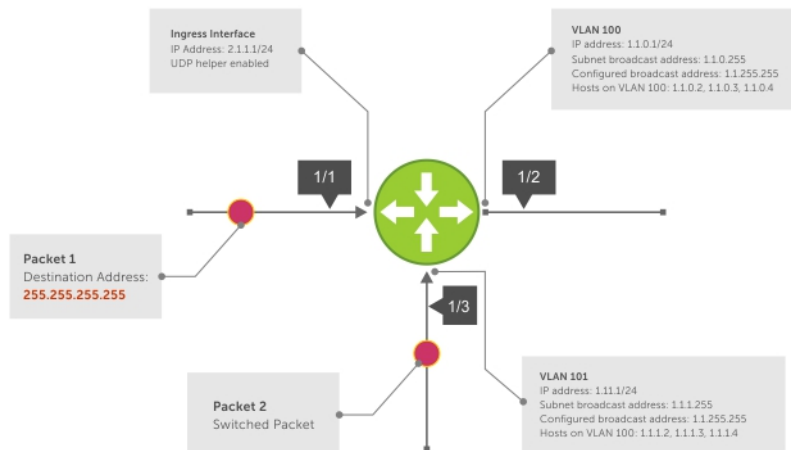 Ingress Interface
IP Address: 2.1.1.1/24
UDP helper enabled
VLAN 100
IP address: 1.1.0.1/24
Subnet broadcast address: 1.1.0.255
Configured broadcast address: 1.1.255.255
Hosts on VLAN 100: 1.1.0.2, 1.1.0.3, 1.1.0.4
1/1
1/2
Packet 1
Destination Address:
255.255.255.255
1/3
Packet 2
Switched Packet
VLAN 101
IP address: 1.11.1/24
Subnet broadcast address: 1.1.1.255
Configured broadcast address: 1.1.255.255
Hosts on VLAN 100: 1.1.1.2, 1.1.1.3, 1.1.1.4